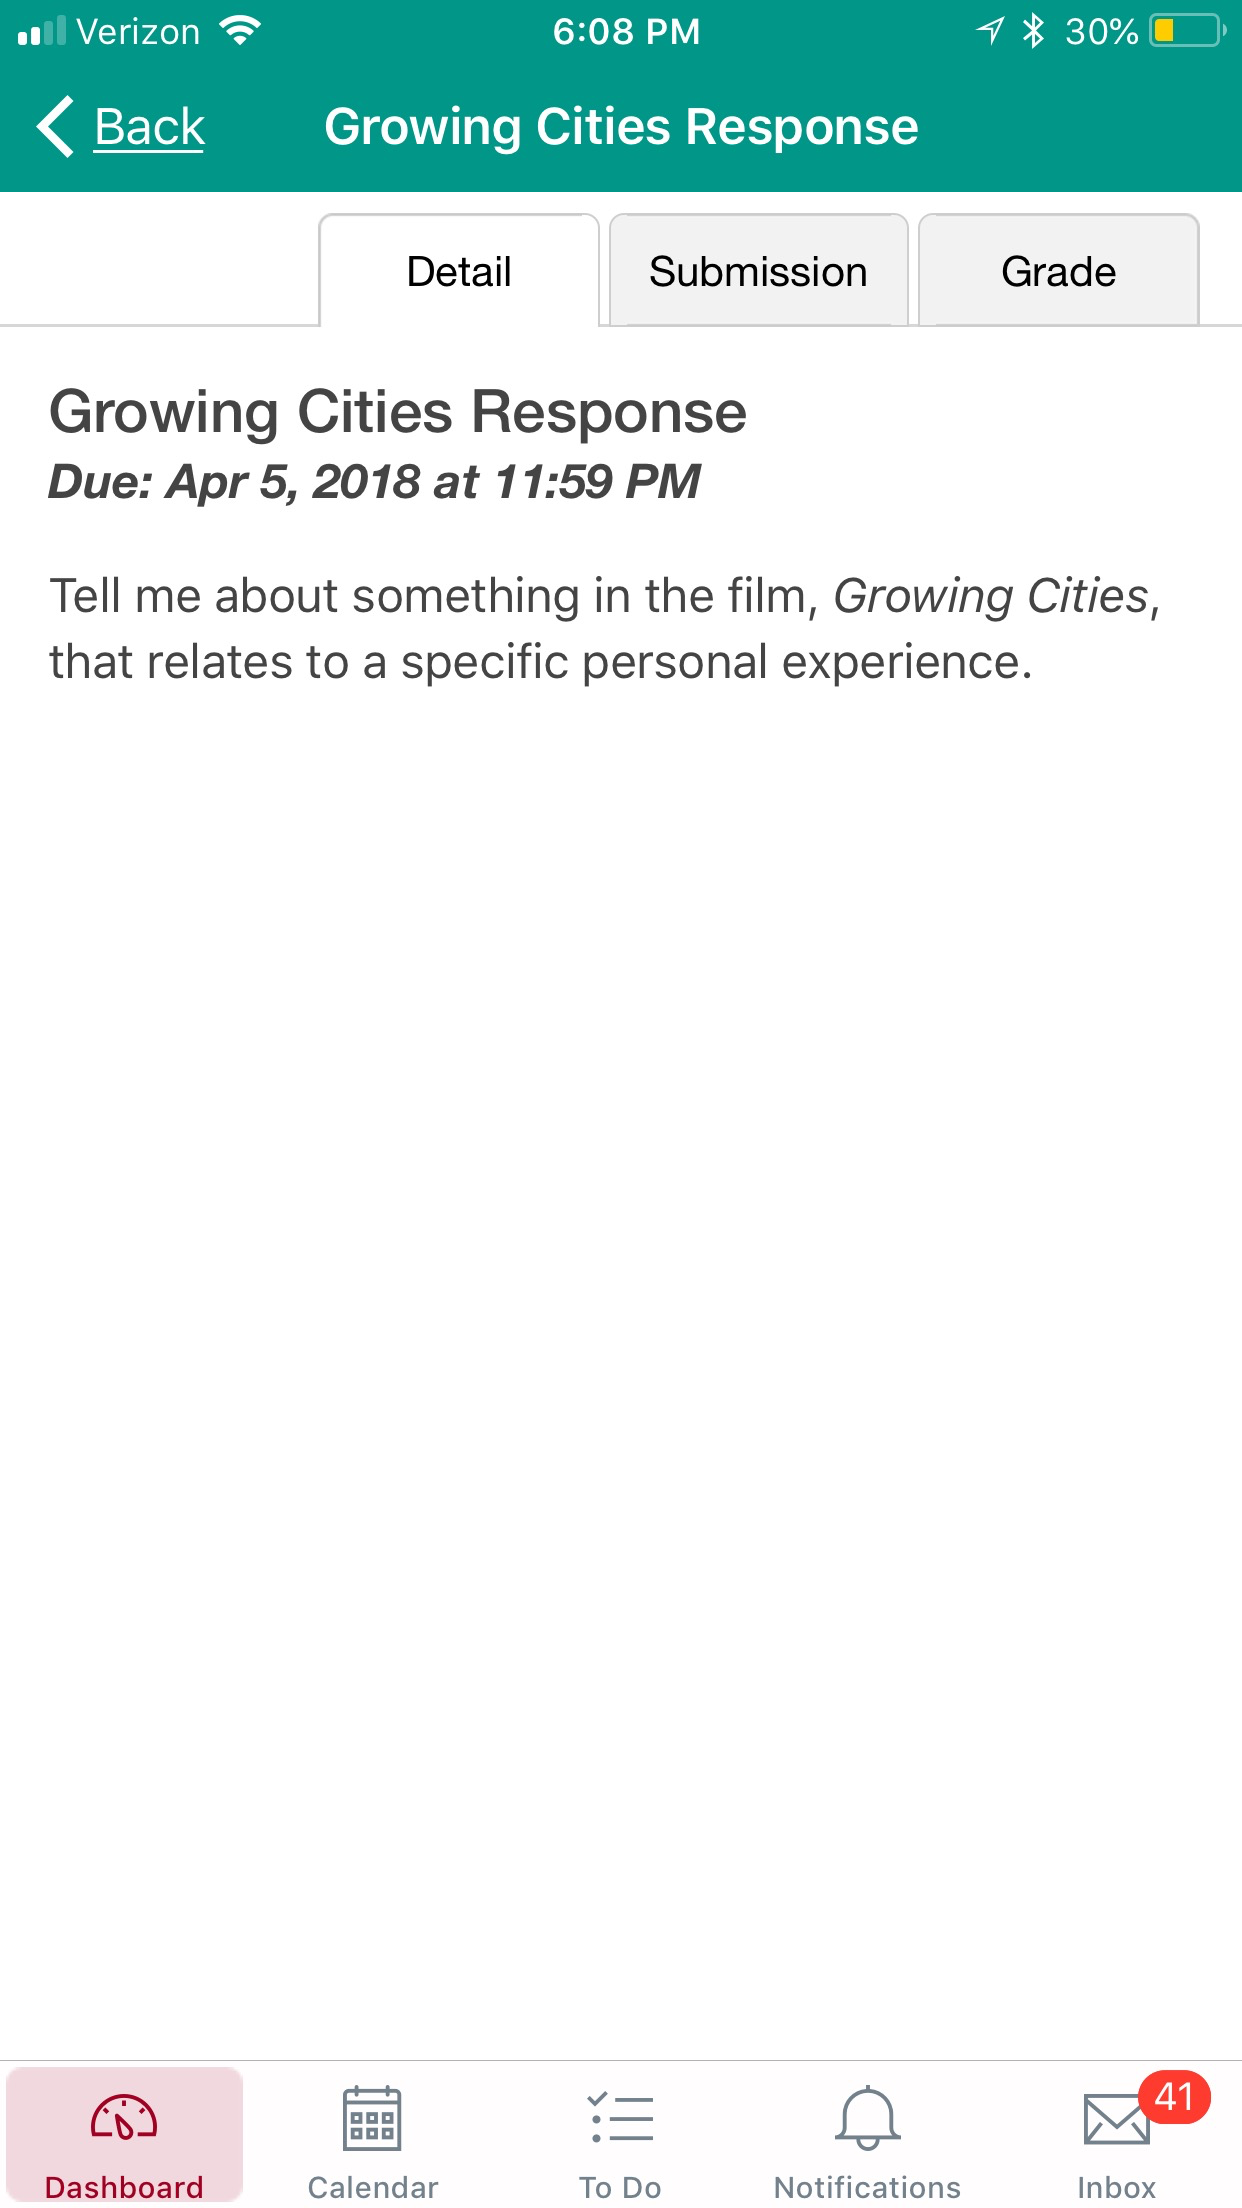 Verizon 6:08 PM 30%
Back Growing Cities Response
Detail Submission Grade
Growing Cities Response
Due: Apr 5, 2018 at 11:59 PM
Tell me about something in the film, Growing Cities,
that relates to a specific personal experience.
41
Dashboard Calendar To Do Notifications Inbox